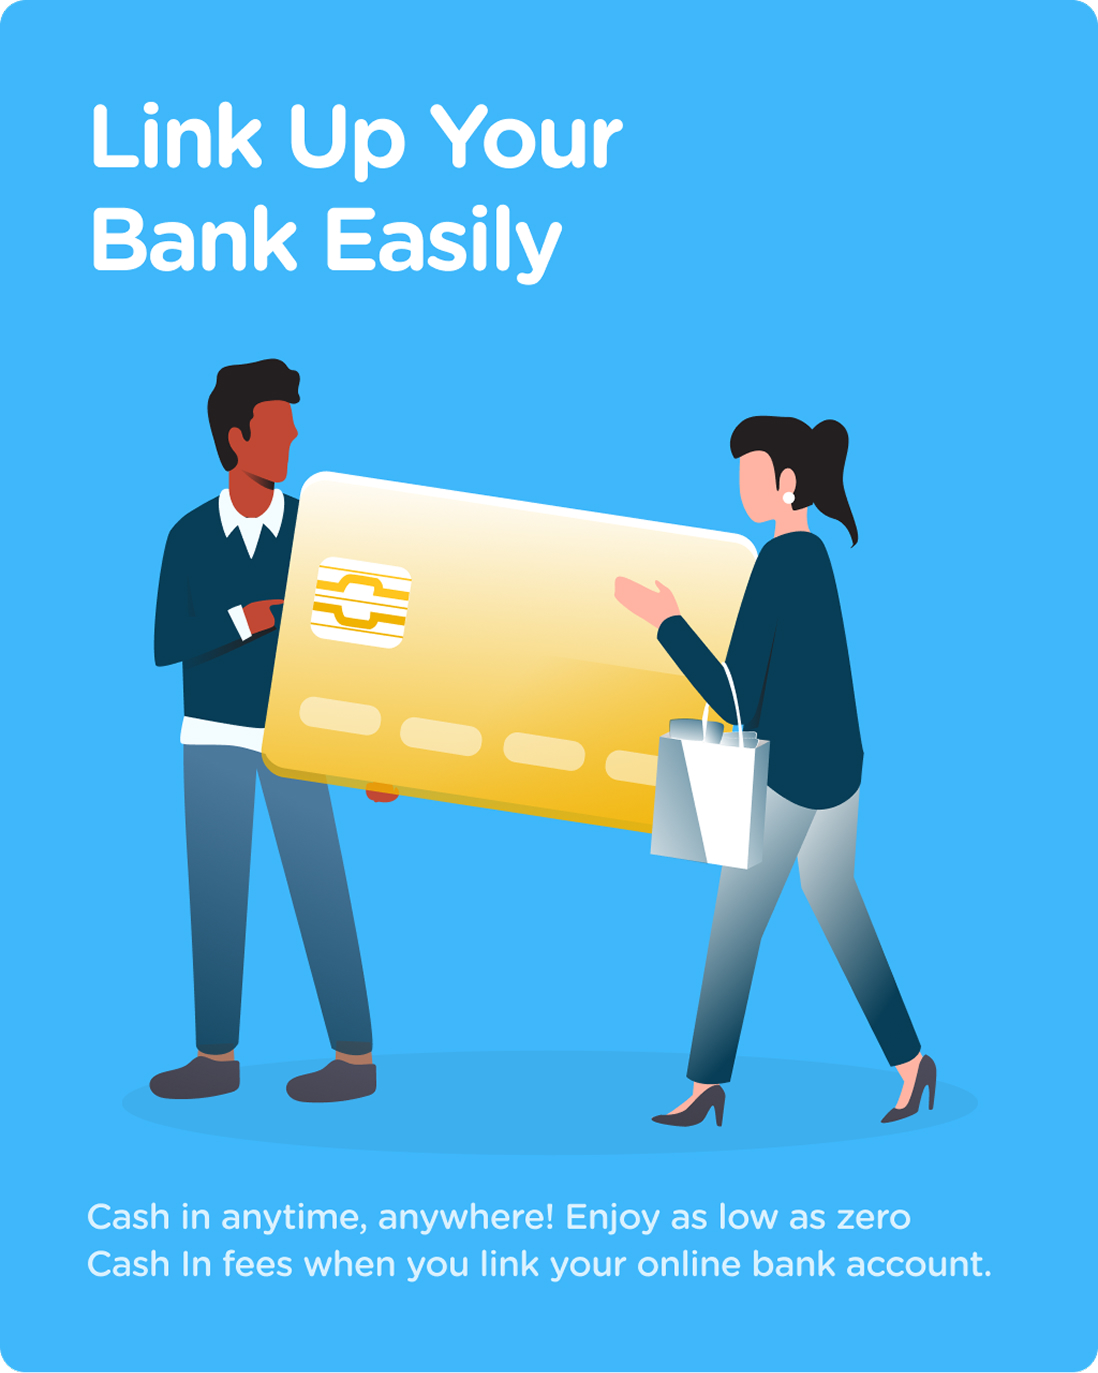 Link Up Your
Bank Easily
Cash in anytime, anywhere! Enjoy as low as zero
Cash In fees when you link your online bank account.